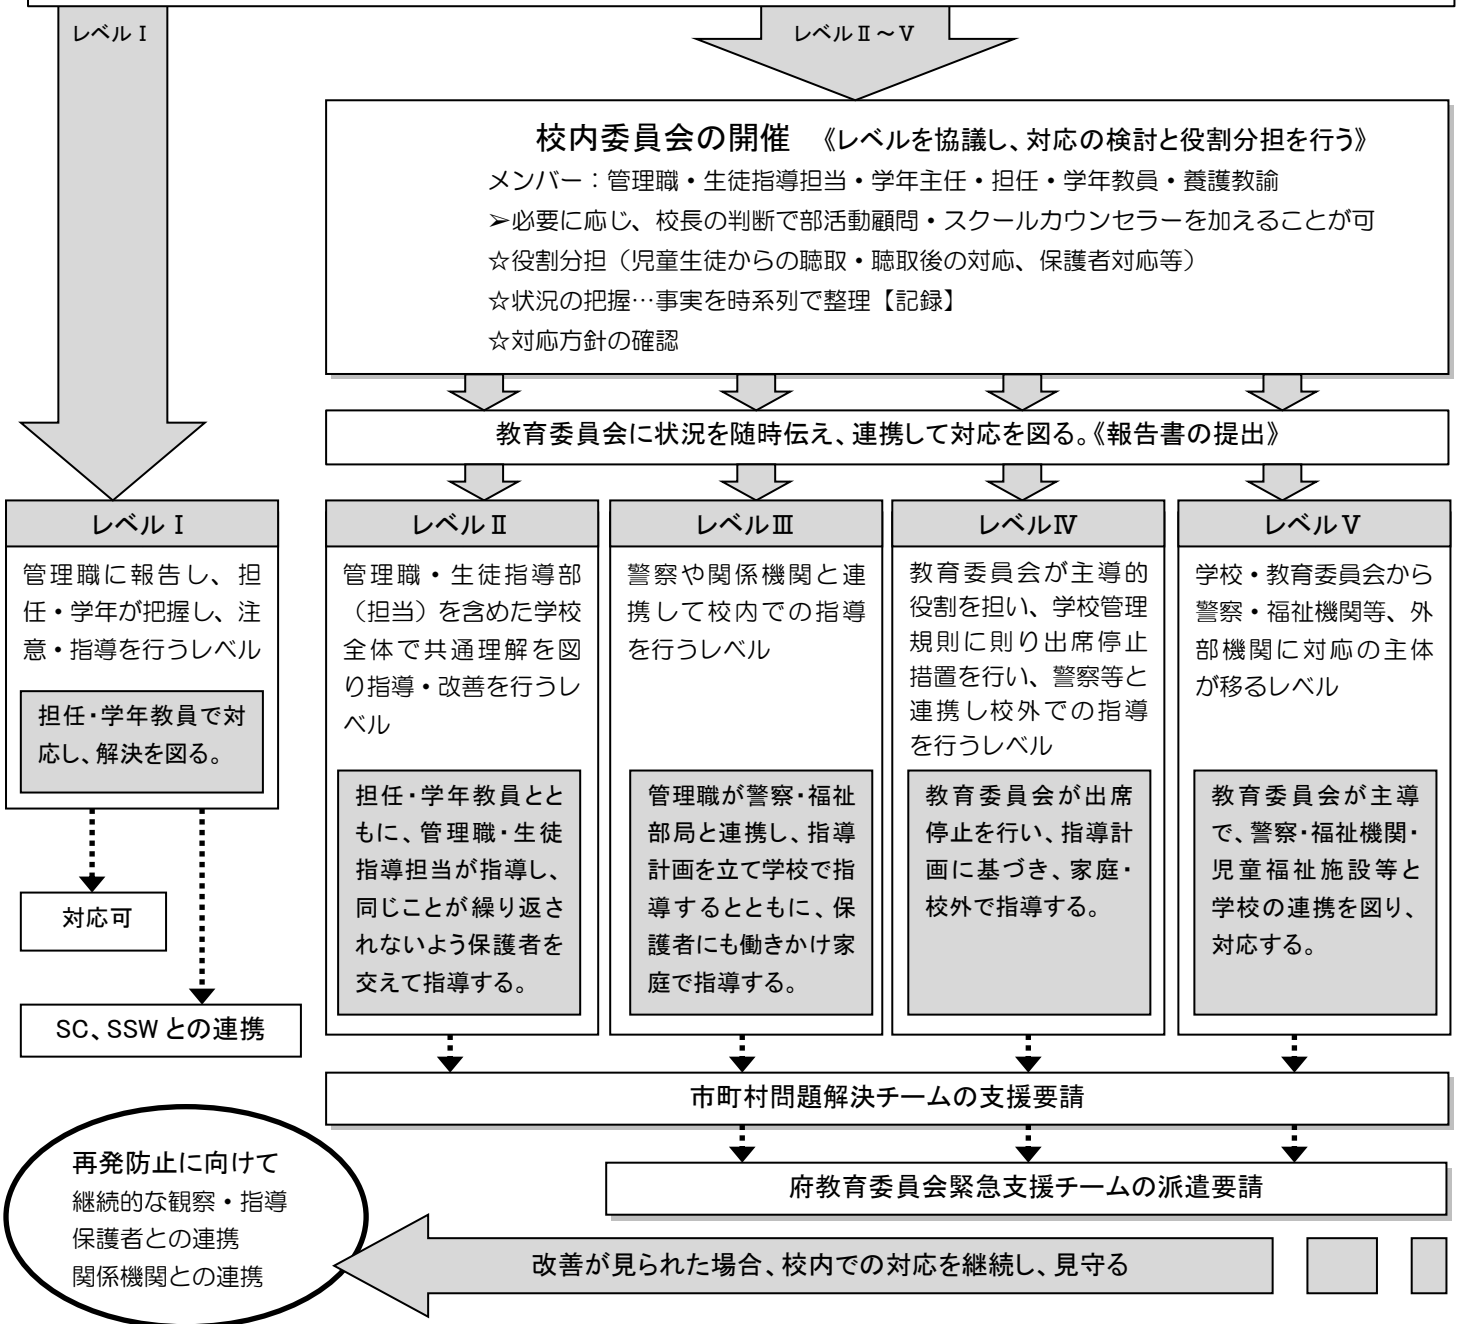 レベルⅠ
レベルⅡ～Ⅴ
校内委員会の開催 《レベルを協議し、対応の検討と役割分担を行う》
メンバー：管理職・生徒指導担当・学年主任・担任・学年教員・養護教諭
➢必要に応じ、校長の判断で部活動顧問・スクールカウンセラーを加えることが可
☆役割分担（児童生徒からの聴取・聴取後の対応、保護者対応等）
☆状況の把握…事実を時系列で整理【記録】
☆対応方針の確認
教育委員会に状況を随時伝え、連携して対応を図る。《報告書の提出》
レベルⅠ
管理職に報告し、担
任・学年が把握し、注
意・指導を行うレベル
担任・学年教員で対
応し、解決を図る。
対応可
SC、SSWとの連携
レベルⅡ
管理職・生徒指導部
（担当）を含めた学校
全体で共通理解を図
り指導・改善を行うレ
ベル
担任・学年教員とと
もに、管理職・生徒
指導担当が指導し、
同じことが繰り返さ
れないよう保護者を
交えて指導する。
レベルⅢ
警察や関係機関と連
携して校内での指導
を行うレベル
管理職が警察・福祉
部局と連携し、指導
計画を立て学校で指
導するとともに、保
護者にも働きかけ家
庭で指導する。
レベルⅣ
教育委員会が主導的
役割を担い、学校管理
規則に則り出席停止
措置を行い、警察等と
連携し校外での指導
を行うレベル
教育委員会が出席
停止を行い、指導計
画に基づき、家庭・
校外で指導する。
レベルⅤ
学校・教育委員会から
警察・福祉機関等、外
部機関に対応の主体
が移るレベル
教育委員会が主導
で、警察・福祉機関・
児童福祉施設等と
学校の連携を図り、
対応する。
市町村問題解決チームの支援要請
府教育委員会緊急支援チームの派遣要請
再発防止に向けて
継続的な観察・指導
保護者との連携
関係機関との連携
改善が見られた場合、校内での対応を継続し、見守る